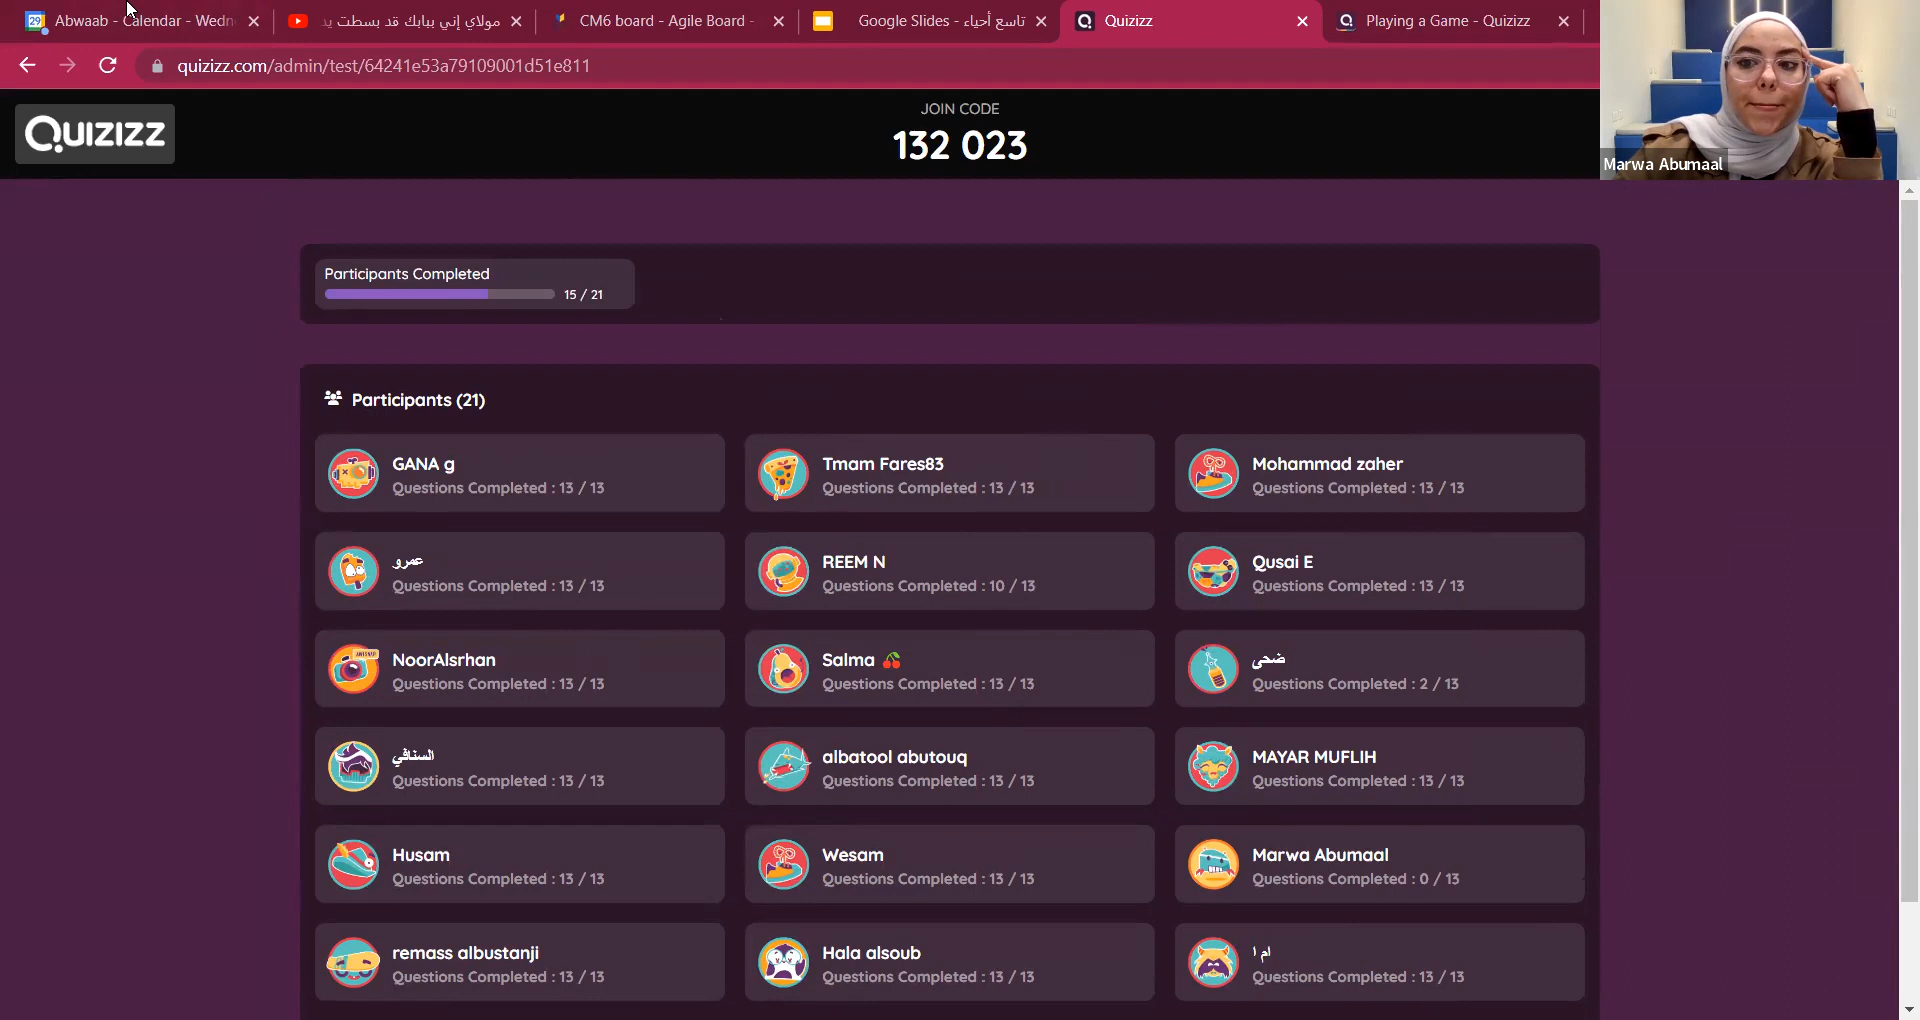 Abwaab - Calendar - Wedn
مولاي إني ببابك قد بسطت يد
CM6 board - Agile Board -
تاسع أحياء - Google Slides
Quizizz
Playing a Game - Quizizz
quizizz.com/admin/test/64241e53a79109001d51e811
Quizizz
JOIN CODE
132 023
Marwa Abumaal
Participants Completed
15 / 21
Participants (21)
GANA g
Questions Completed : 13 / 13
Tmam Fares83
Questions Completed : 13 / 13
Mohammad zaher
Questions Completed : 13 / 13
عمرو
Questions Completed : 13 / 13
REEM N
Questions Completed : 10 / 13
Qusai E
Questions Completed : 13 / 13
NoorAlsrhan
Questions Completed : 13 / 13
Salma 🍒
Questions Completed : 13 / 13
ضحى
Questions Completed : 2 / 13
السنافي
Questions Completed : 13 / 13
albatool abutouq
Questions Completed : 13 / 13
MAYAR MUFLIH
Questions Completed : 13 / 13
Husam
Questions Completed : 13 / 13
Wesam
Questions Completed : 13 / 13
Marwa Abumaal
Questions Completed : 0 / 13
remass albustanji
Questions Completed : 13 / 13
Hala alsoub
Questions Completed : 13 / 13
ام ا
Questions Completed : 13 / 13